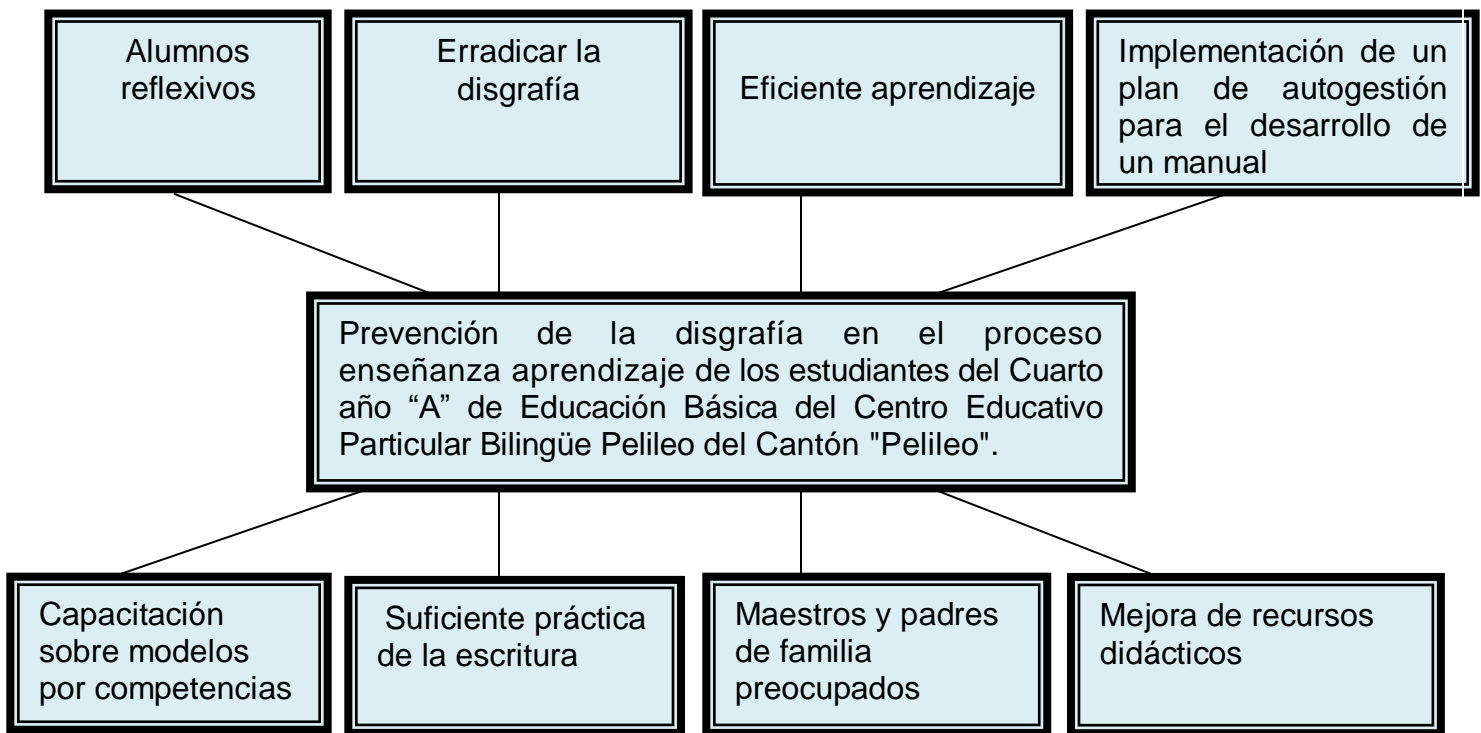 Alumnos
reflexivos
Erradicar la
disgrafía
Eficiente aprendizaje
Implementación de un
plan de autogestión
para el desarrollo de
un manual
Prevención de la disgrafía en el proceso
enseñanza aprendizaje de los estudiantes del Cuarto
año “A” de Educación Básica del Centro Educativo
Particular Bilingüe Pelileo del Cantón "Pelileo".
Capacitación
sobre modelos
por competencias
Suficiente práctica
de la escritura
Maestros y padres
de familia
preocupados
Mejora de recursos
didácticos